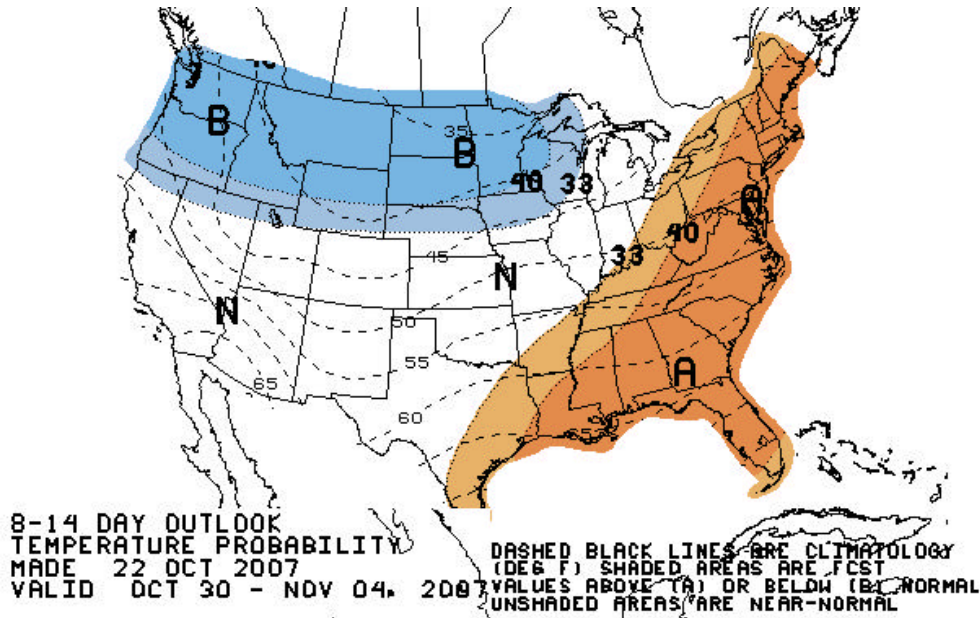 40
B
35
B
40
33
A
40
33
45
N
N
50
55
65
A
60
65
8-14 DAY OUTLOOK
TEMPERATURE PROBABILITY
MADE 22 OCT 2007
VALID OCT 30 - NOV 04, 2007
DASHED BLACK LINES ARE CLIMATOLOGY
(DEG F) SHADED AREAS ARE FCST
VALUES ABOVE (A) OR BELOW (B) NORMAL
UNSHADED AREAS ARE NEAR-NORMAL